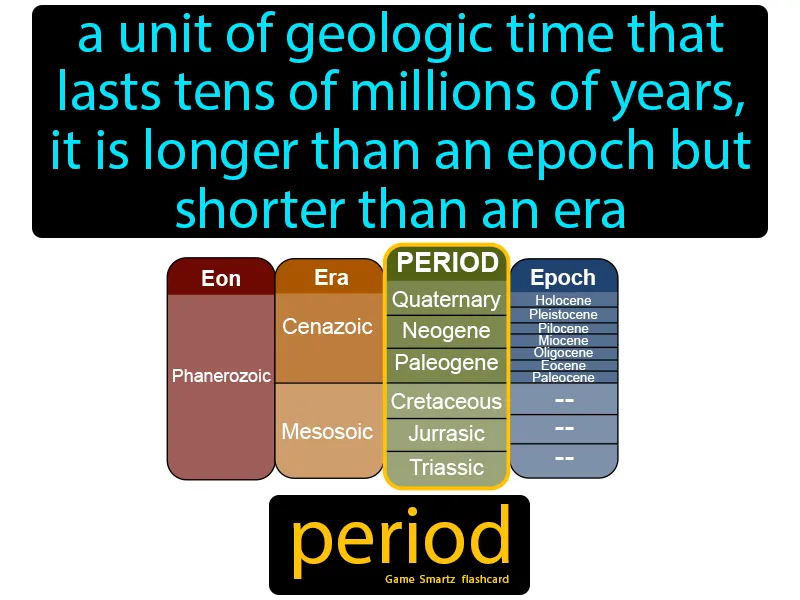 a unit of geologic time that
lasts tens of millions of years,
it is longer than an epoch but
shorter than an era
Eon
Era
PERIOD
Epoch
Phanerozoic
Cenazoic
Mesosoic
Quaternary
Neogene
Paleogene
Cretaceous
Jurrasic
Triassic
Holocene
Pleistocene
Pilocene
Miocene
Oligocene
Eocene
Paleocene
--
--
--
period
Game Smartz flashcard